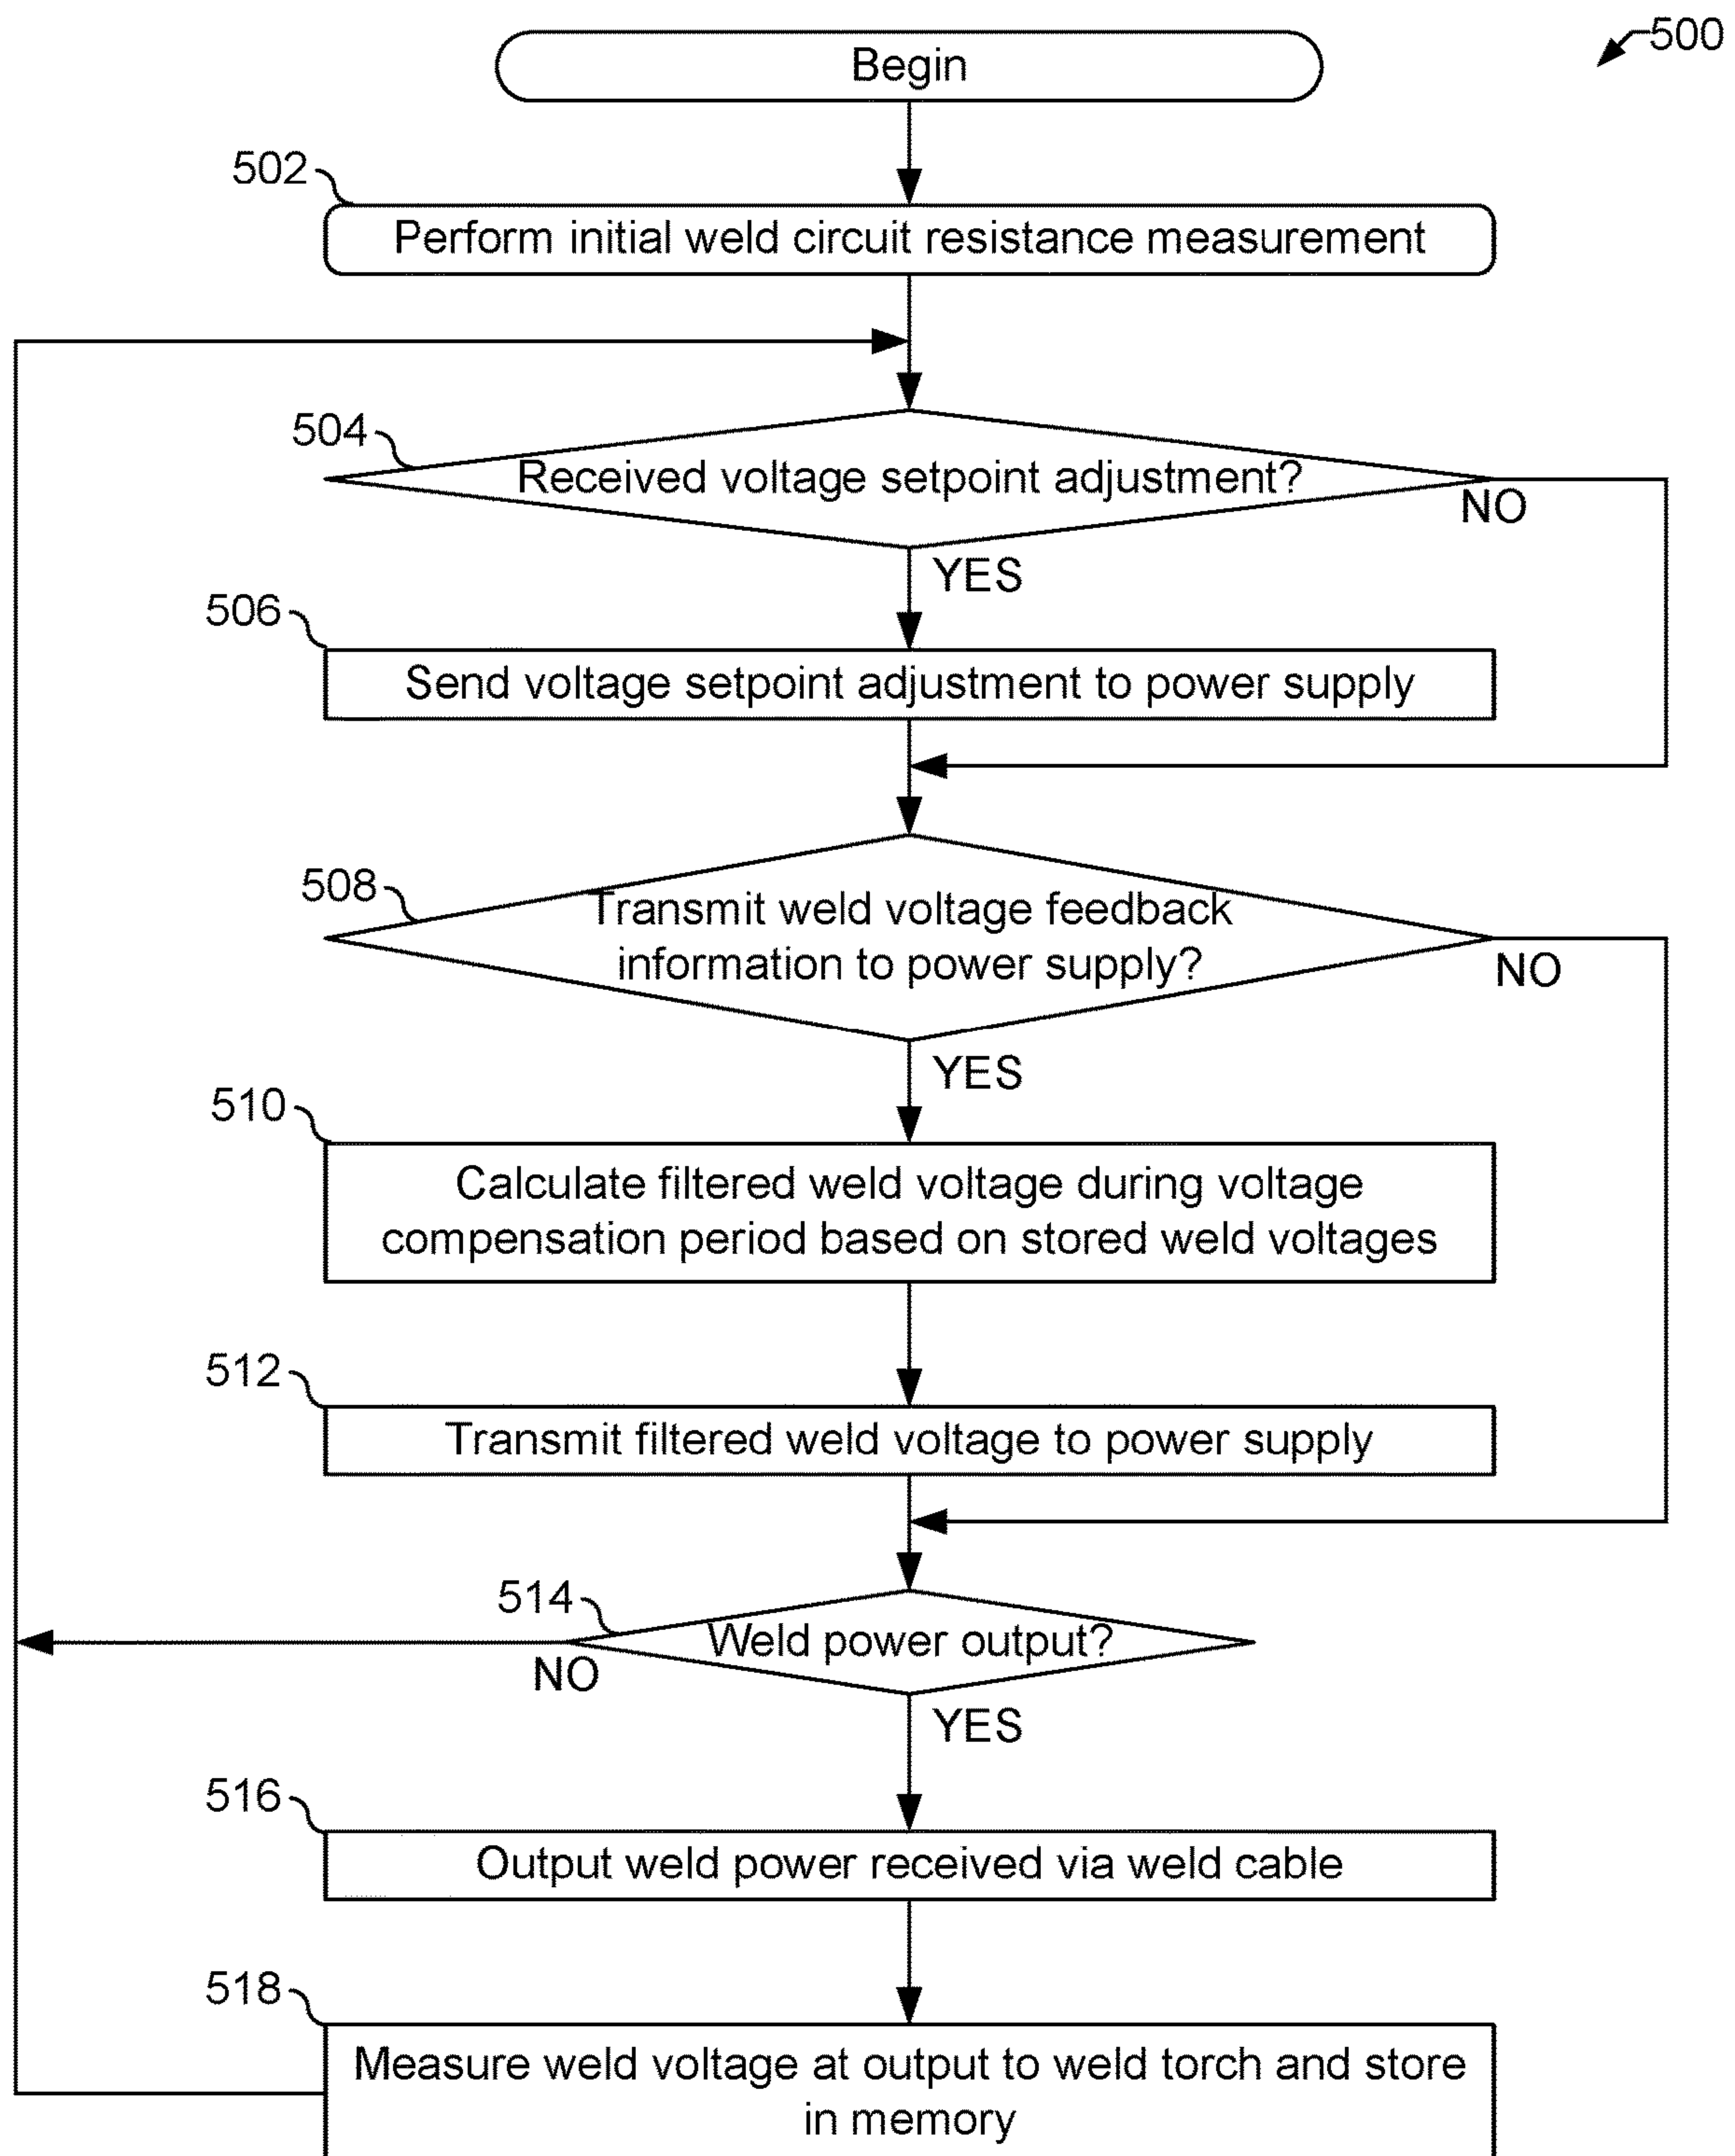 500
Begin
502
Perform initial weld circuit resistance measurement
504
Received voltage setpoint adjustment?
NO
YES
506
Send voltage setpoint adjustment to power supply
508
Transmit weld voltage feedback
information to power supply?
NO
YES
510
Calculate filtered weld voltage during voltage
compensation period based on stored weld voltages
512
Transmit filtered weld voltage to power supply
514
Weld power output?
NO
YES
516
Output weld power received via weld cable
518
Measure weld voltage at output to weld torch and store
in memory